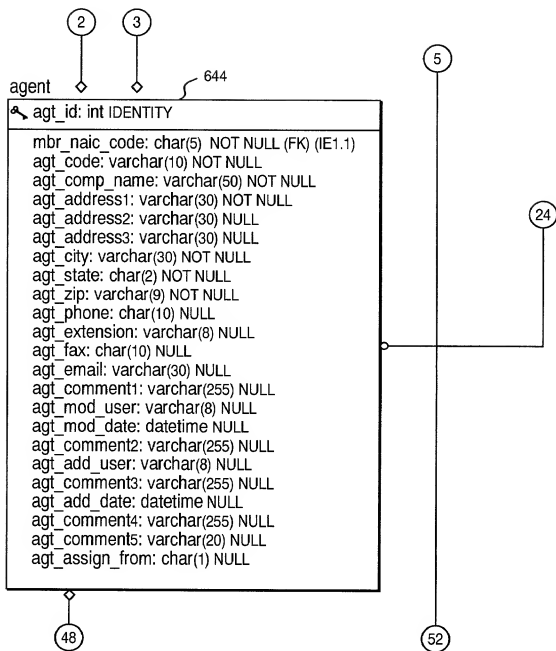 2
3
5
agent
644
agt_id: int IDENTITY
mbr_naic_code: char(5) NOT NULL (FK) (IE1.1)
agt_code: varchar(10) NOT NULL
agt_comp_name: varchar(50) NOT NULL
agt_address1: varchar(30) NOT NULL
agt_address2: varchar(30) NULL
agt_address3: varchar(30) NULL
agt_city: varchar(30) NOT NULL
agt_state: char(2) NOT NULL
agt_zip: varchar(9) NOT NULL
agt_phone: char(10) NULL
agt_extension: varchar(8) NULL
agt_fax: char(10) NULL
agt_email: varchar(30) NULL
agt_comment1: varchar(255) NULL
agt_mod_user: varchar(8) NULL
agt_mod_date: datetime NULL
agt_comment2: varchar(255) NULL
agt_add_user: varchar(8) NULL
agt_comment3: varchar(255) NULL
agt_add_date: datetime NULL
agt_comment4: varchar(255) NULL
agt_comment5: varchar(20) NULL
agt_assign_from: char(1) NULL
24
48
52